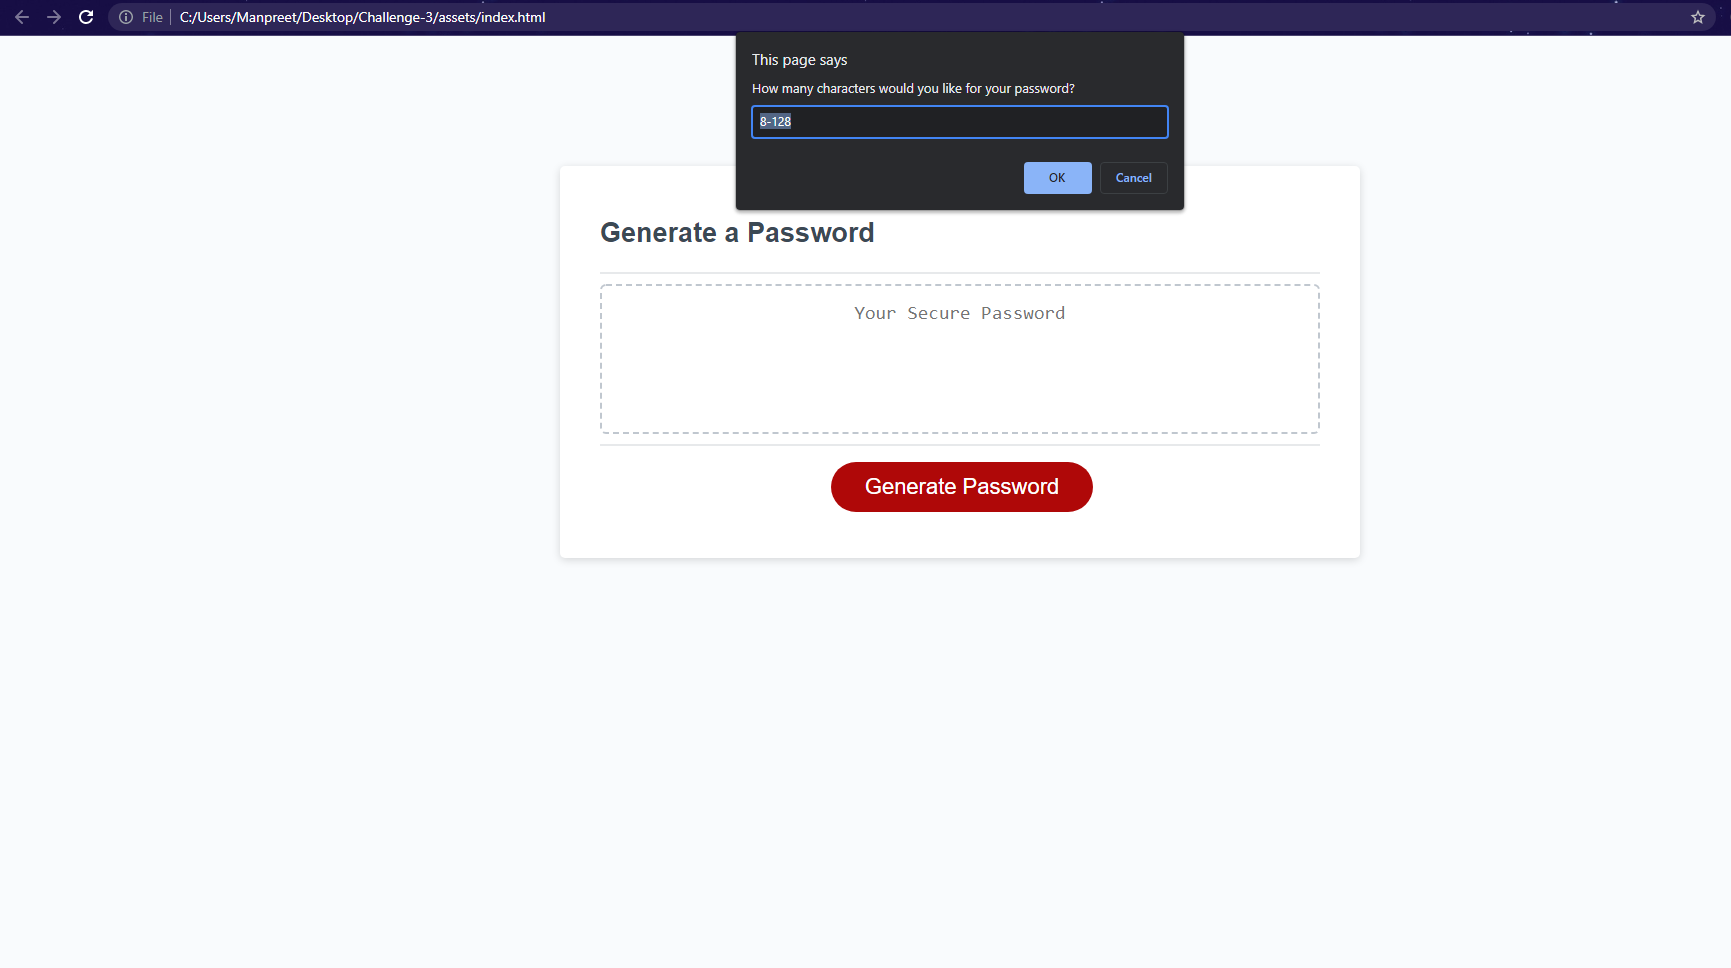 File C:/Users/Manpreet/Desktop/Challenge-3/assets/index.html
This page says
How many characters would you like for your password?
8-128
OK Cancel
Generate a Password
Your Secure Password
Generate Password